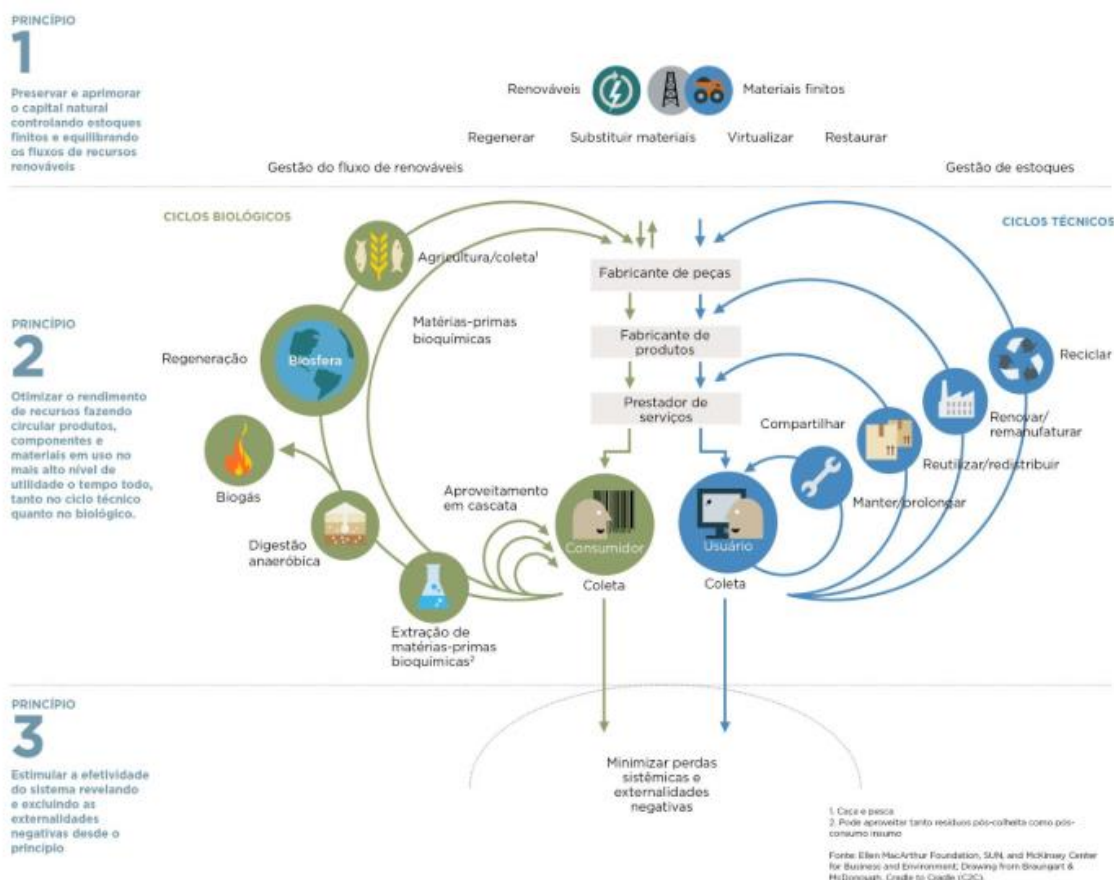 PRINCÍPIO
1
Preservar e aprimorar
o capital natural
controlando estoques
finitos e equilibrando
os fluxos de recursos
renováveis
Renováveis
Materiais finitos
Regenerar
Substituir materiais
Virtualizar
Restaurar
Gestão do fluxo de renováveis
Gestão de estoques
PRINCÍPIO
2
Otimizar o rendimento
de recursos fazendo
circular produtos,
componentes e
materiais em uso no
mais alto nível de
utilidade o tempo todo,
tanto no ciclo técnico
quanto no biológico.
CICLOS BIOLÓGICOS
CICLOS TÉCNICOS
Agricultura/coleta¹
Matérias-primas
bioquímicas
Regeneração
Biosfera
Biogás
Digestão
anaeróbica
Extração de
matérias-primas
bioquímicas²
Aproveitamento
em cascata
Fabricante de peças
Fabricante de
produtos
Prestador de
serviços
Consumidor
Coleta
Usuário
Coleta
Compartilhar
Manter/prolongar
Reutilizar/redistribuir
Renovar/
remanufaturar
Reciclar
PRINCÍPIO
3
Estimular a efetividade
do sistema revelando
e excluindo as
externalidades
negativas desde o
princípio
Minimizar perdas
sistêmicas e
externalidades
negativas
1. Caça e pesca
2. Pode aproveitar tanto resíduos pós-colheita como pós-
consumo insumo
Fonte: Ellen MacArthur Foundation, SUN, and McKinsey Center
for Business and Environment; Drawing from Braungart &
McDonough, Cradle to Cradle (C2C).